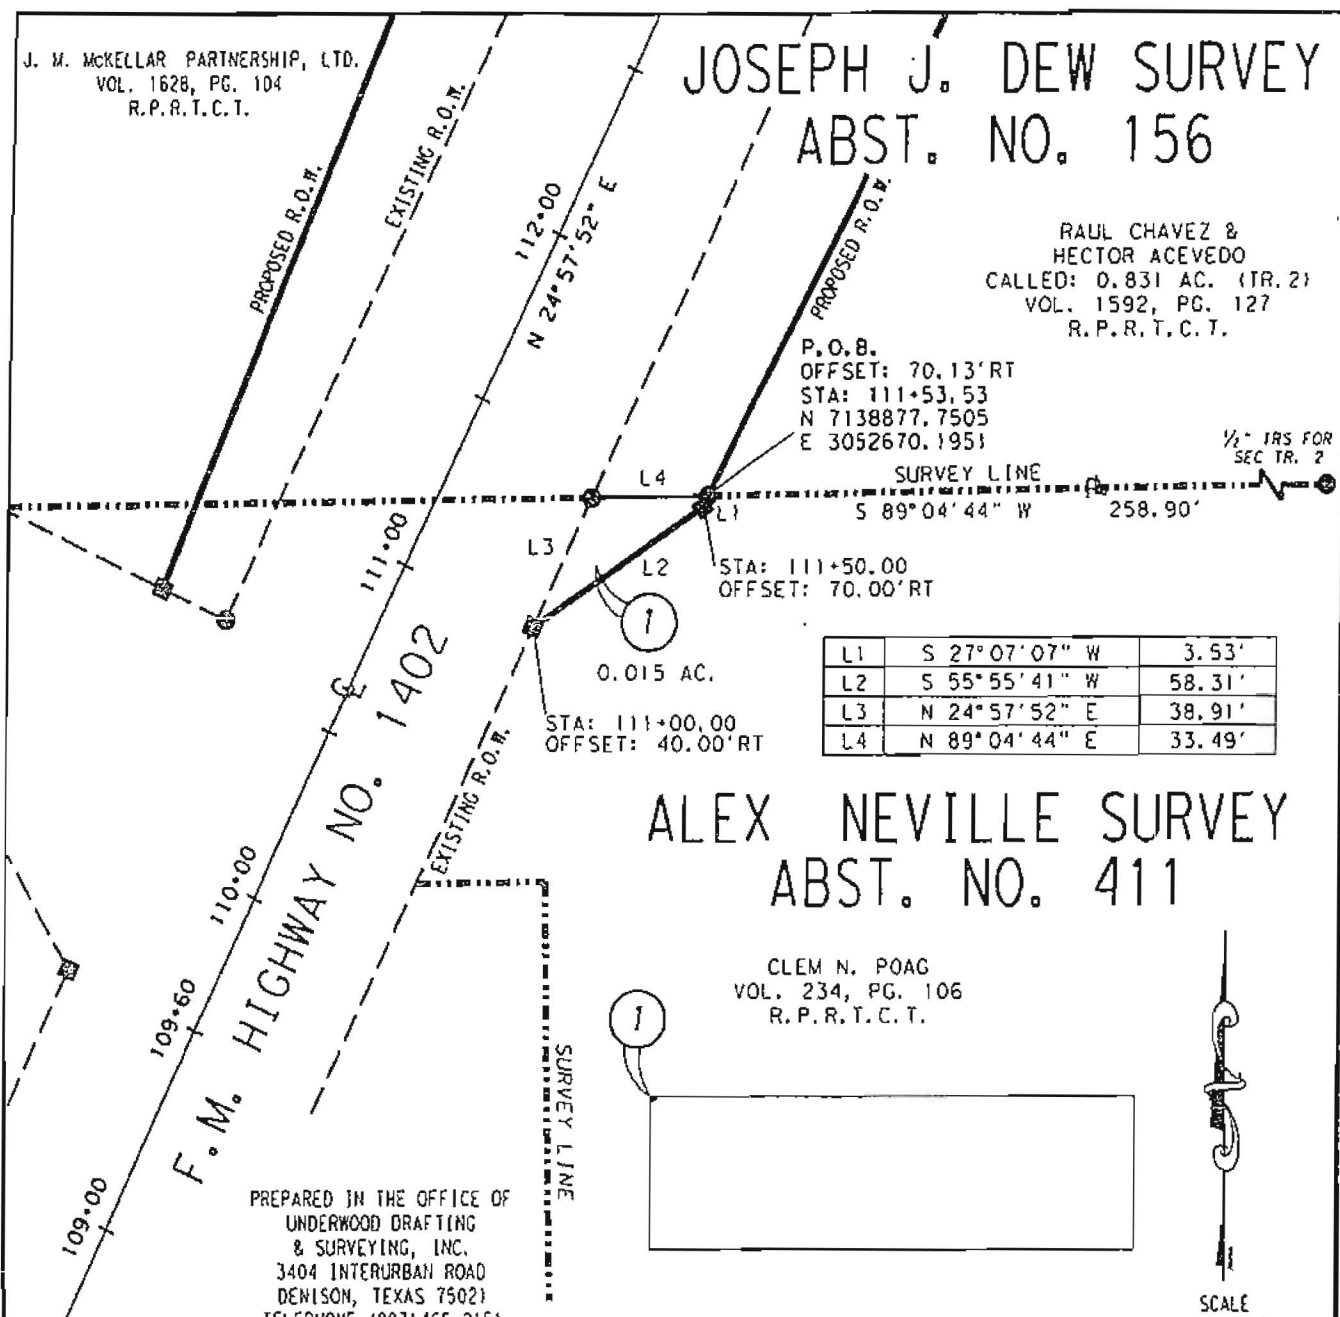 J. M. McKELLAR PARTNERSHIP, LTD.
VOL. 1628, PG. 104
R.P.R.T.C.T.
JOSEPH J. DEW SURVEY
ABST. NO. 156
PROPOSED R.O.W.
EXISTING R.O.W.
112+00
N 24°57'52" E
PROPOSED R.O.W.
RAUL CHAVEZ &
HECTOR ACEVEDO
CALLED: 0.831 AC. (TR.2)
VOL. 1592, PG. 127
R.P.R.T.C.T.
P.O.B.
OFFSET: 70.13'RT
STA: 111+53.53
N 7138877.7505
E 3052670.1951
1/2" IRS FOR
SEC TR. 2
SURVEY LINE
S 89°04'44" W 258.90'
L4
L1
L3
L2
111+00
STA: 111+50.00
OFFSET: 70.00'RT
1
0.015 AC.
STA: 111+00.00
OFFSET: 40.00'RT
L1 S 27°07'07" W 3.53'
L2 S 55°55'41" W 58.31'
L3 N 24°57'52" E 38.91'
L4 N 89°04'44" E 33.49'
EXISTING R.O.W.
F.M. HIGHWAY NO. 1402
110+00
109+60
109+00
ALEX NEVILLE SURVEY
ABST. NO. 411
CLEM N. POAG
VOL. 234, PG. 106
R.P.R.T.C.T.
1
SURVEY LINE
PREPARED IN THE OFFICE OF
UNDERWOOD DRAFTING
& SURVEYING, INC.
3404 INTERURBAN ROAD
DENISON, TEXAS 75021
TELEPHONE
SCALE